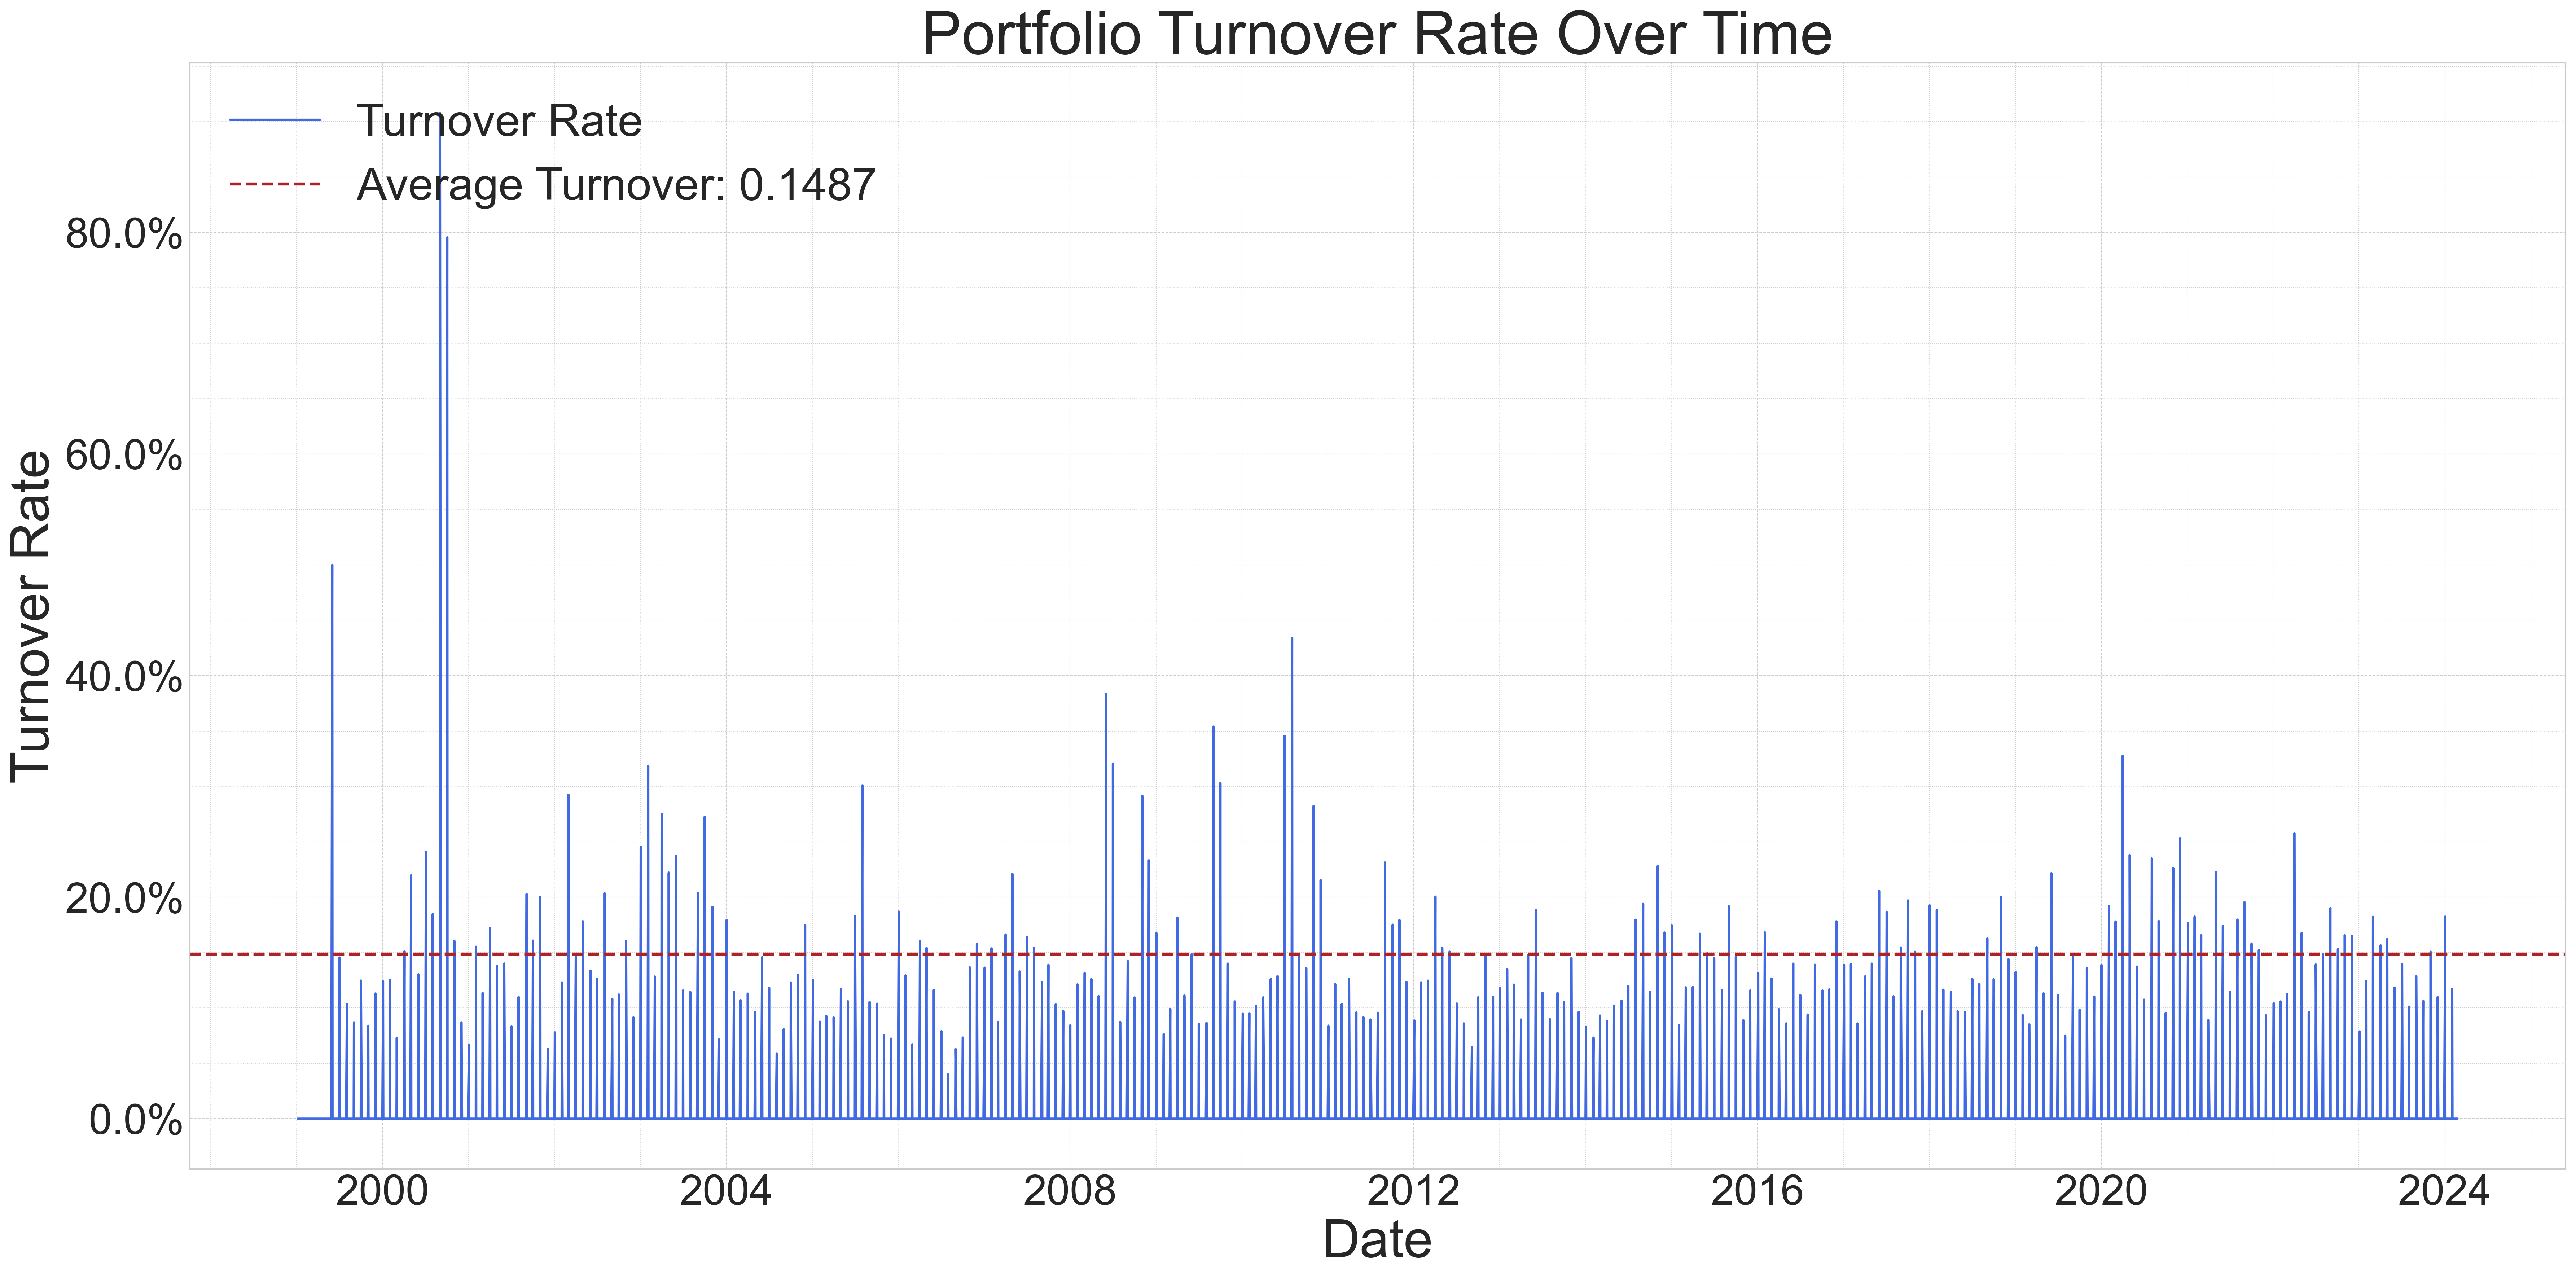 Portfolio Turnover Rate Over Time
Turnover Rate
Average Turnover: 0.1487
Turnover Rate
80.0%
60.0%
40.0%
20.0%
0.0%
2000 2004 2008 2012 2016 2020 2024
Date